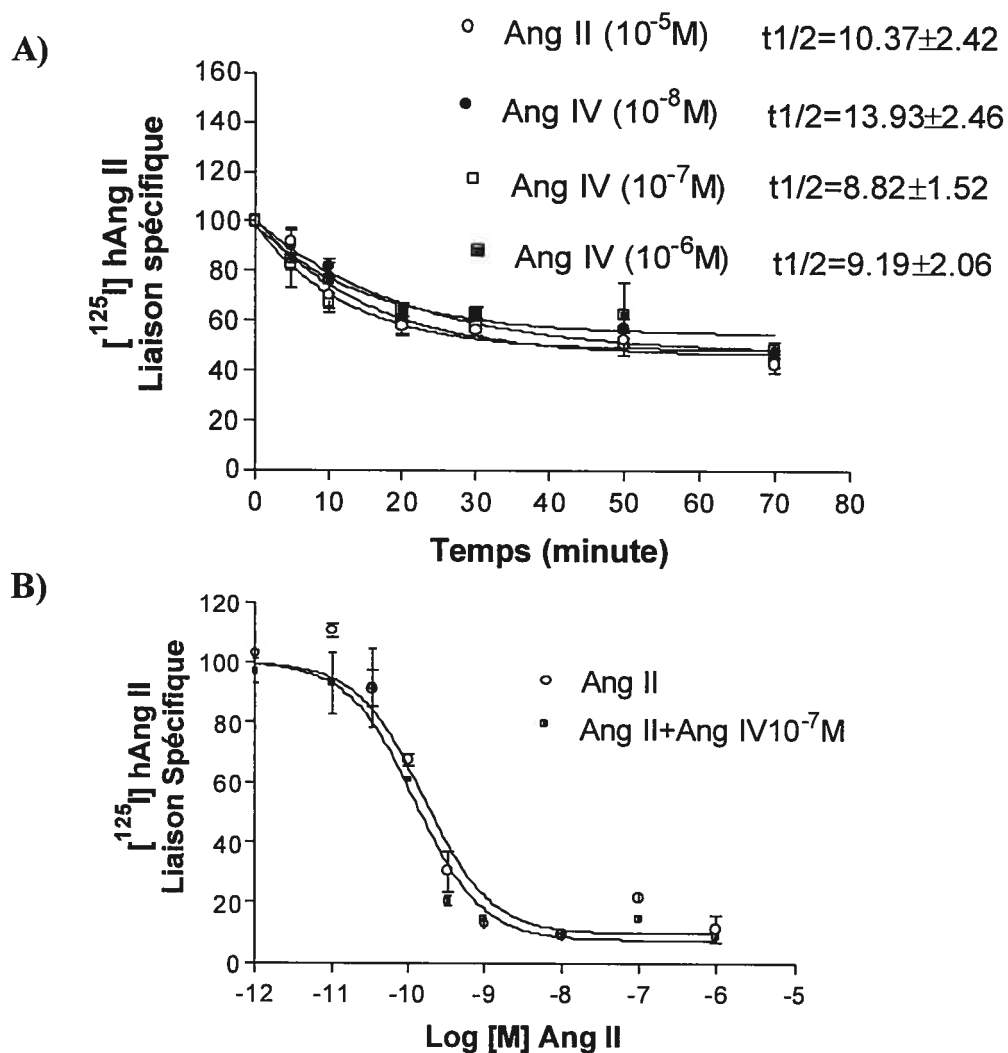 A)
Ang II (10⁻⁵M) t1/2=10.37±2.42
Ang IV (10⁻⁸M) t1/2=13.93±2.46
Ang IV (10⁻⁷M) t1/2=8.82±1.52
Ang IV (10⁻⁶M) t1/2=9.19±2.06
[¹²⁵I] hAng II
Liaison spécifique
160
140
120
100
80
60
40
20
0
0 10 20 30 40 50 60 70 80
Temps (minute)
B)
[¹²⁵I] hAng II
Liaison Spécifique
120
100
80
60
40
20
0
Ang II
Ang II+Ang IV10⁻⁷M
-12 -11 -10 -9 -8 -7 -6 -5
Log [M] Ang II